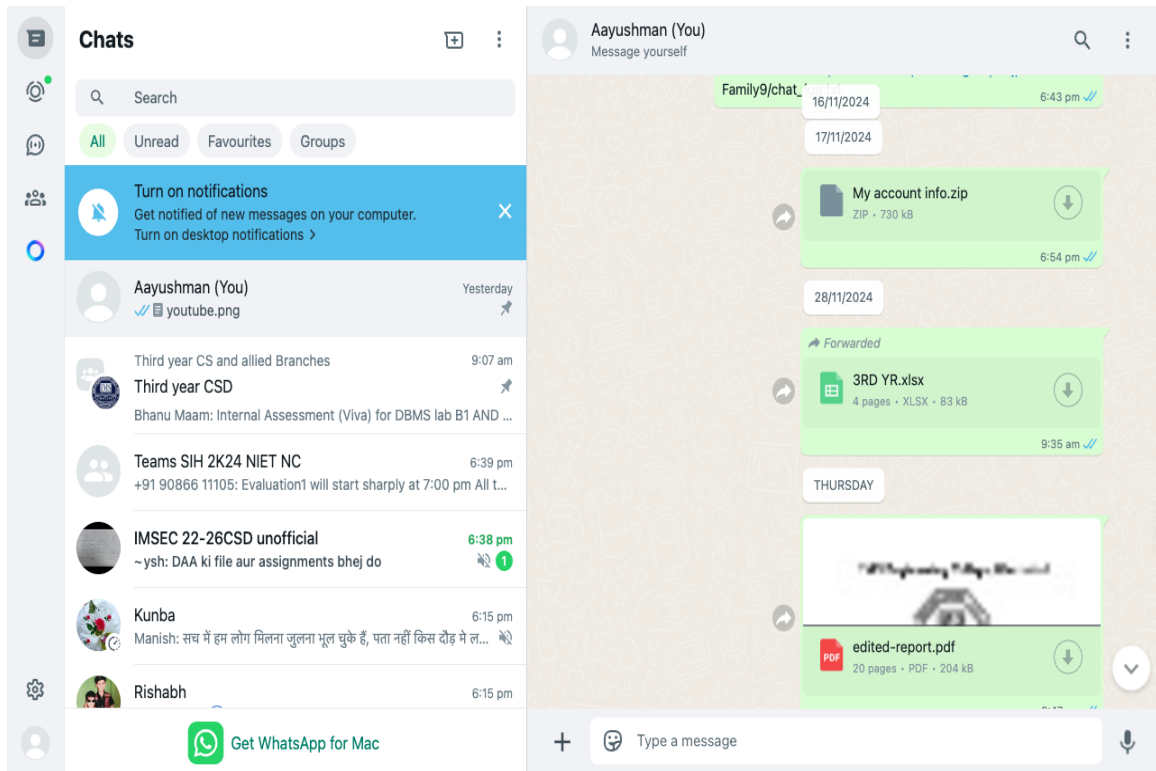 Chats
Search
All
Unread
Favourites
Groups
Turn on notifications
Get notified of new messages on your computer.
Turn on desktop notifications >
Aayushman (You)
Yesterday
youtube.png
Third year CS and allied Branches
9:07 am
Third year CSD
Bhanu Maam: Internal Assessment (Viva) for DBMS lab B1 AND ...
Teams SIH 2K24 NIET NC
6:39 pm
+91 90866 11105: Evaluation1 will start sharply at 7:00 pm All t...
IMSEC 22-26CSD unofficial
6:38 pm
~ysh: DAA ki file aur assignments bhej do
1
Kunba
6:15 pm
Manish: सच में हम लोग मिलना जुलना भूल चुके हैं, पता नहीं किस दौड़ मे ल...
Rishabh
6:15 pm
Get WhatsApp for Mac
Aayushman (You)
Message yourself
Family9/chat_
6:43 pm
16/11/2024
17/11/2024
My account info.zip
ZIP • 730 kB
6:54 pm
28/11/2024
Forwarded
3RD YR.xlsx
4 pages • XLSX • 83 kB
9:35 am
THURSDAY
PDF
edited-report.pdf
20 pages • PDF • 204 kB
Type a message